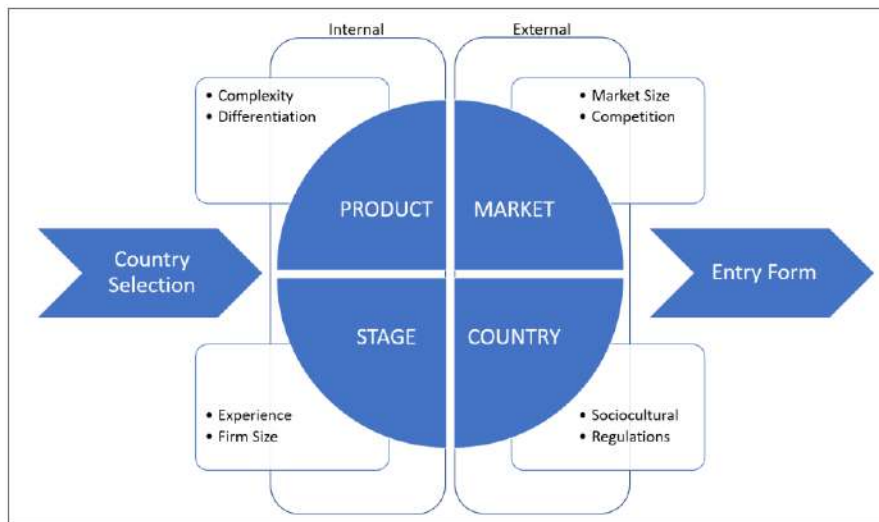 Internal
External
• Complexity
• Differentiation
• Market Size
• Competition
PRODUCT
MARKET
Country
Selection
Entry Form
STAGE
COUNTRY
• Experience
• Firm Size
• Sociocultural
• Regulations